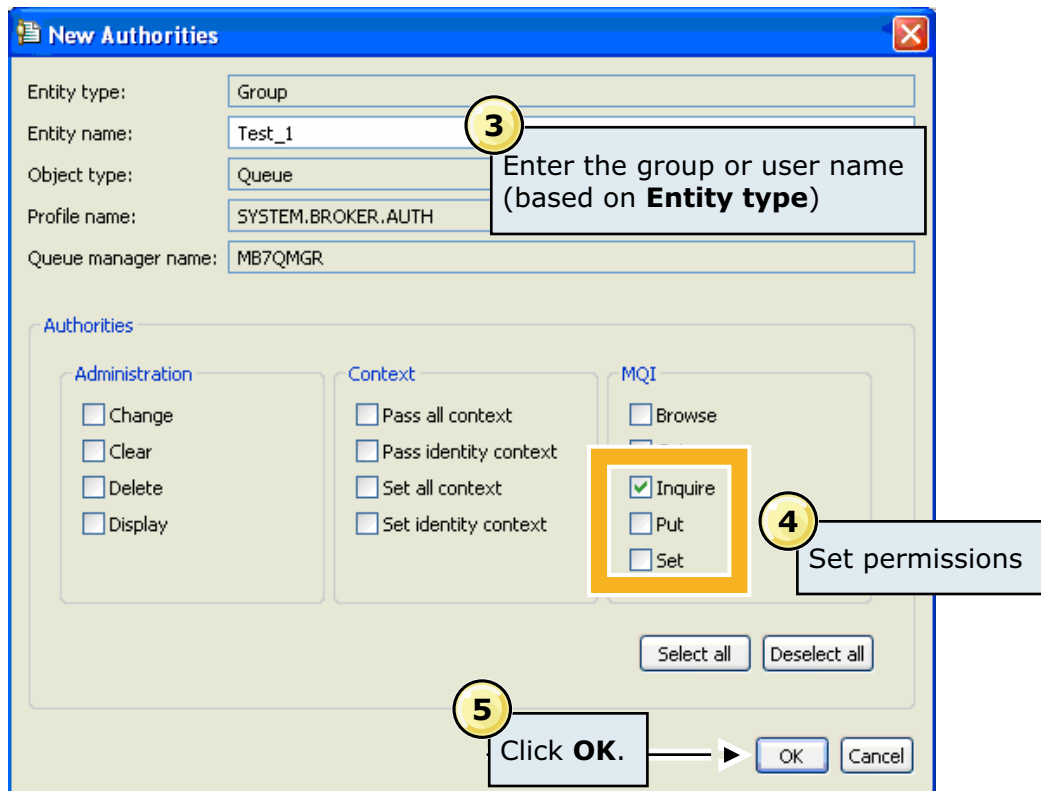 New Authorities
Entity type: Group
Entity name: Test_1
3
Enter the group or user name
(based on Entity type)
Object type: Queue
Profile name: SYSTEM.BROKER.AUTH
Queue manager name: MB7QMGR
Authorities
Administration
Change
Clear
Delete
Display
Context
Pass all context
Pass identity context
Set all context
Set identity context
MQI
Browse
Inquire
Put
Set
4
Set permissions
Select all
Deselect all
5
Click OK.
OK
Cancel